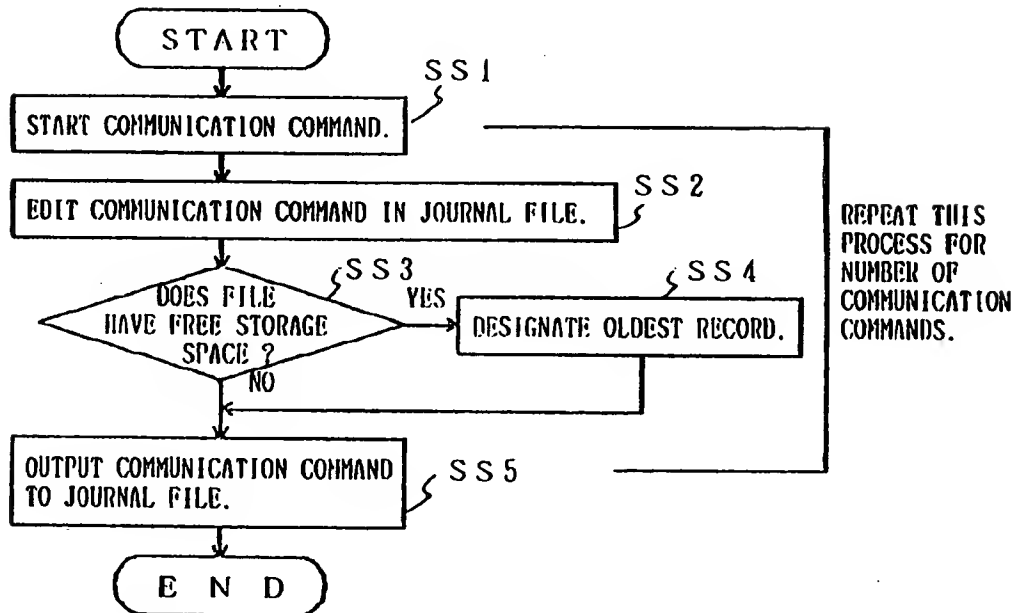 START
SS1
START COMMUNICATION COMMAND.
SS2
EDIT COMMUNICATION COMMAND IN JOURNAL FILE.
SS3
DOES FILE
HAVE FREE STORAGE
SPACE ?
YES
NO
SS4
DESIGNATE OLDEST RECORD.
OUTPUT COMMUNICATION COMMAND
TO JOURNAL FILE.
SS5
END
REPEAT THIS
PROCESS FOR
NUMBER OF
COMMUNICATION
COMMANDS.